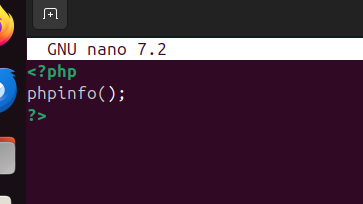 GNU nano 7.2
<?php
phpinfo();
?>